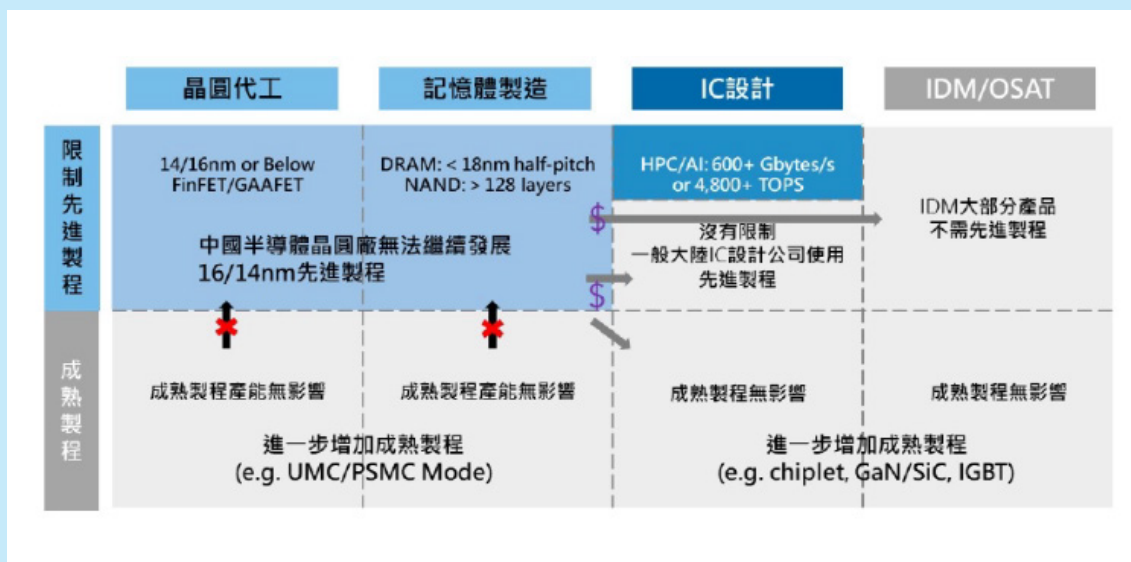 晶圓代工
記憶體製造
IC設計
IDM/OSAT
限制先進製程
14/16nm or Below
FinFET/GAAFET
DRAM: < 18nm half-pitch
NAND: > 128 layers
HPC/AI: 600+ Gbytes/s
or 4,800+ TOPS
IDM大部分產品
不需先進製程
中國半導體晶圓廠無法繼續發展
16/14nm先進製程
$
$
沒有限制
一般大陸IC設計公司使用
先進製程
成熟製程
成熟製程產能無影響
成熟製程產能無影響
成熟製程無影響
成熟製程無影響
進一步增加成熟製程
(e.g. UMC/PSMC Mode)
進一步增加成熟製程
(e.g. chiplet, GaN/SiC, IGBT)